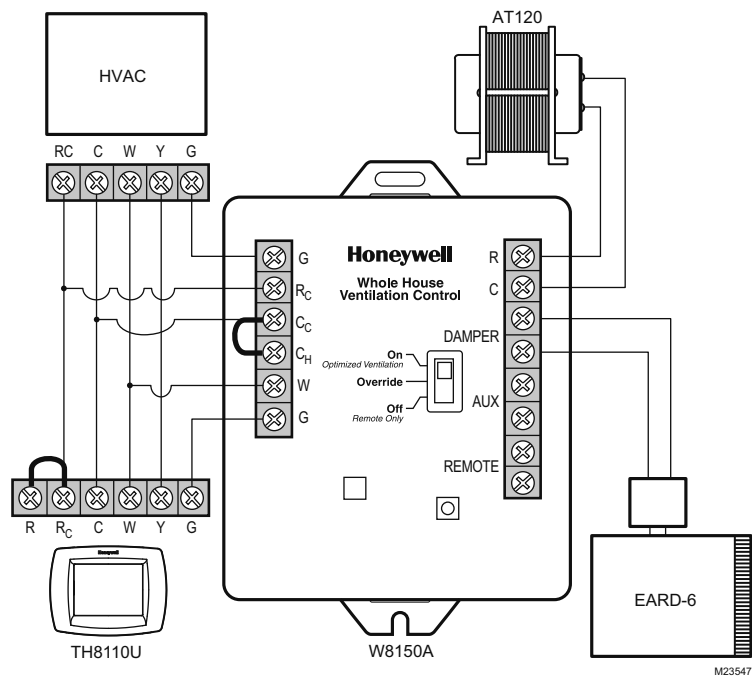 AT120
HVAC
RC C W Y G
Honeywell
Whole House
Ventilation Control
G
RC
CC
CH
W
G
On
Optimized Ventilation
Override
Off
Remote Only
R
C
DAMPER
AUX
REMOTE
R RC C W Y G
Honeywell
TH8110U
W8150A
EARD-6
M23547